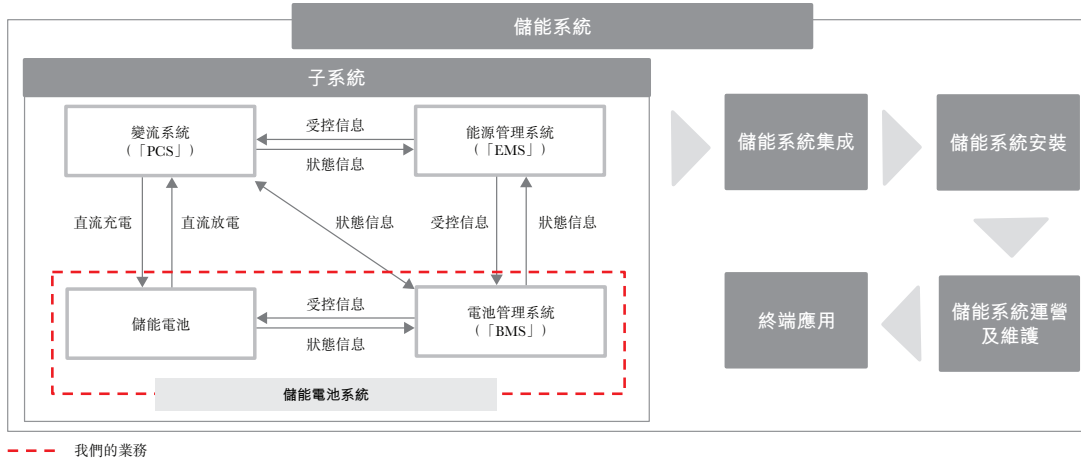 儲能系統
子系統
變流系統
(「PCS」)
受控信息
狀態信息
能源管理系統
(「EMS」)
直流充電
直流放電
狀態信息
受控信息
狀態信息
儲能電池
受控信息
狀態信息
電池管理系統
(「BMS」)
儲能電池系統
儲能系統集成
儲能系統安裝
儲能系統運營
及維護
終端應用
我們的業務